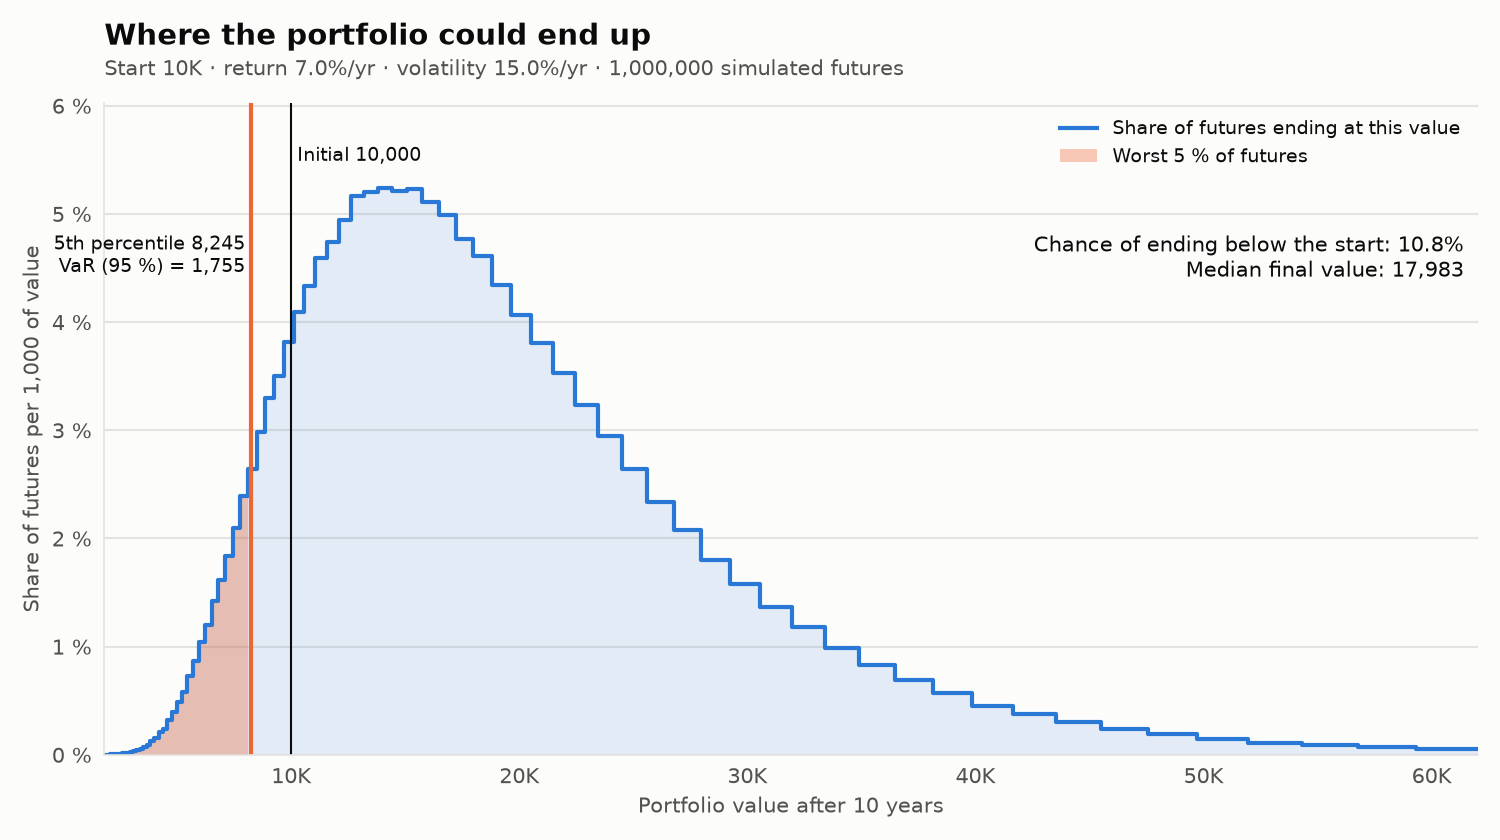 Where the portfolio could end up
Start 10K · return 7.0%/yr · volatility 15.0%/yr · 1,000,000 simulated futures
6 %
5 %
4 %
3 %
2 %
1 %
0 %
Share of futures per 1,000 of value
Initial 10,000
5th percentile 8,245
VaR (95 %) = 1,755
Share of futures ending at this value
Worst 5 % of futures
Chance of ending below the start: 10.8%
Median final value: 17,983
10K
20K
30K
40K
50K
60K
Portfolio value after 10 years